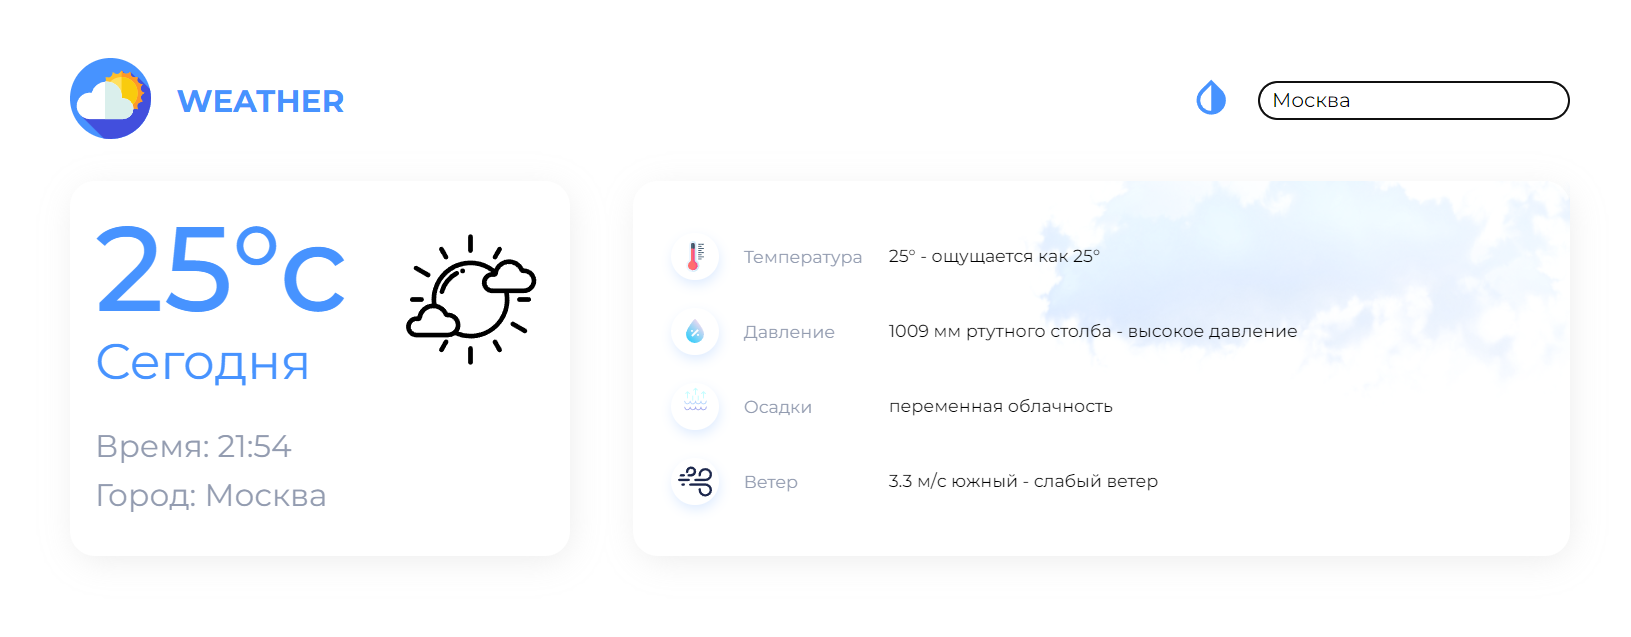 WEATHER
Москва
25°c
Сегодня
Время: 21:54
Город: Москва
Температура 25° - ощущается как 25°
Давление 1009 мм ртутного столба - высокое давление
Осадки переменная облачность
Ветер 3.3 м/с южный - слабый ветер